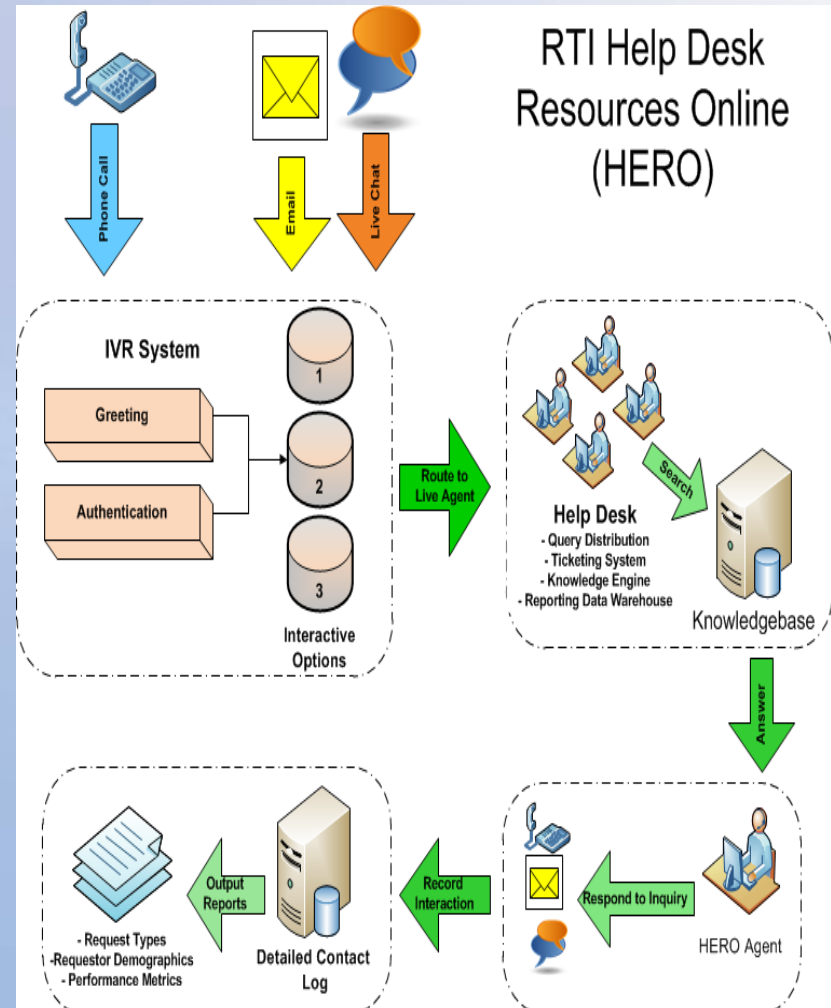 RTI Help Desk
Resources Online
(HERO)
Phone Call
Email
Live Chat
IVR System
Greeting
Authentication
1
2
3
Interactive
Options
Route to
Live Agent
Search
Help Desk
- Query Distribution
- Ticketing System
- Knowledge Engine
- Reporting Data Warehouse
Knowledgebase
Answer
HERO Agent
Respond to Inquiry
Record
Interaction
Detailed Contact
Log
Output
Reports
- Request Types
-Requestor Demographics
- Performance Metrics